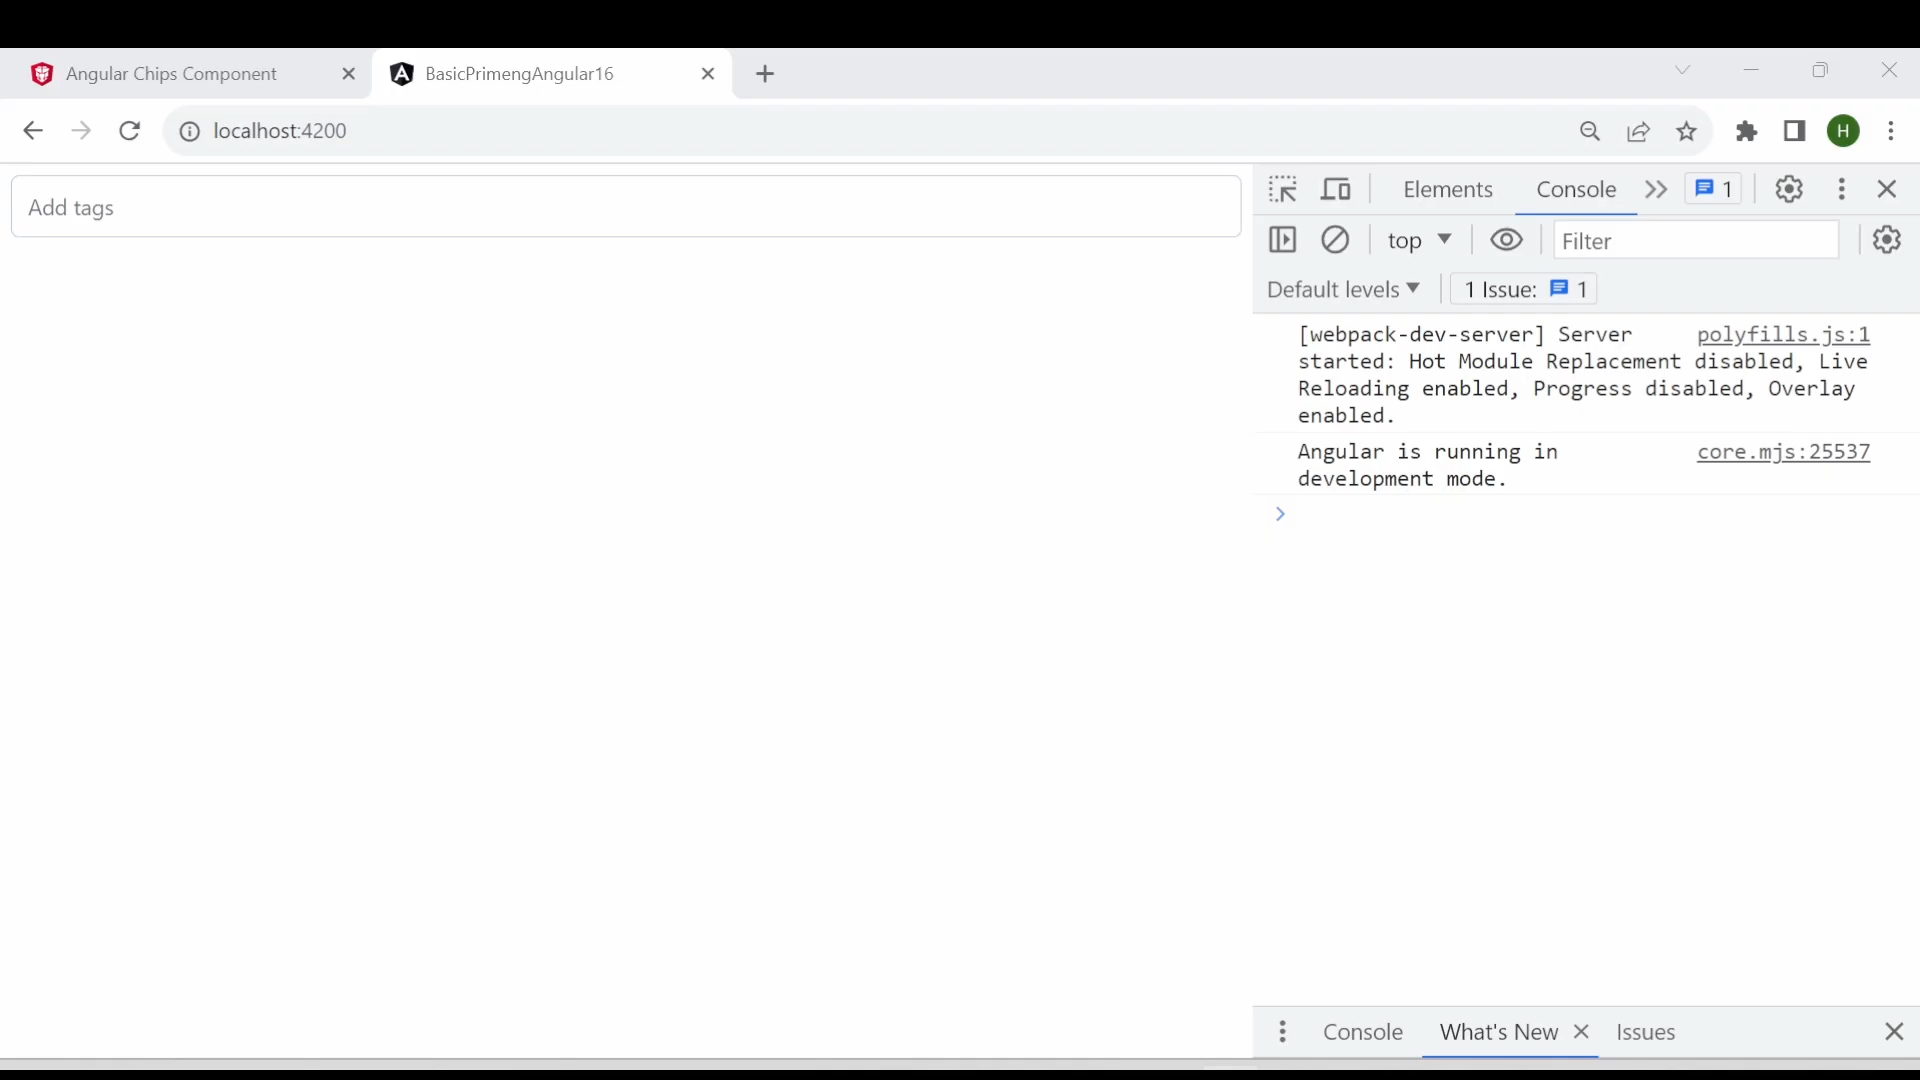 Angular Chips Component
BasicPrimengAngular16
localhost:4200
H
Add tags
Elements
Console
1
top
Filter
Default levels
1 Issue:
1
[webpack-dev-server] Server polyfills.js:1
started: Hot Module Replacement disabled, Live
Reloading enabled, Progress disabled, Overlay
enabled.
Angular is running in core.mjs:25537
development mode.
Console
What's New
Issues